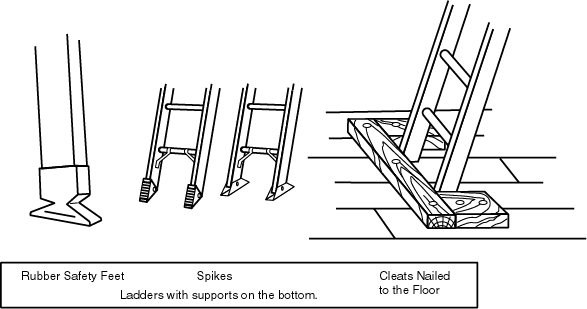 Rubber Safety Feet
Spikes
Cleats Nailed
to the Floor
Ladders with supports on the bottom.